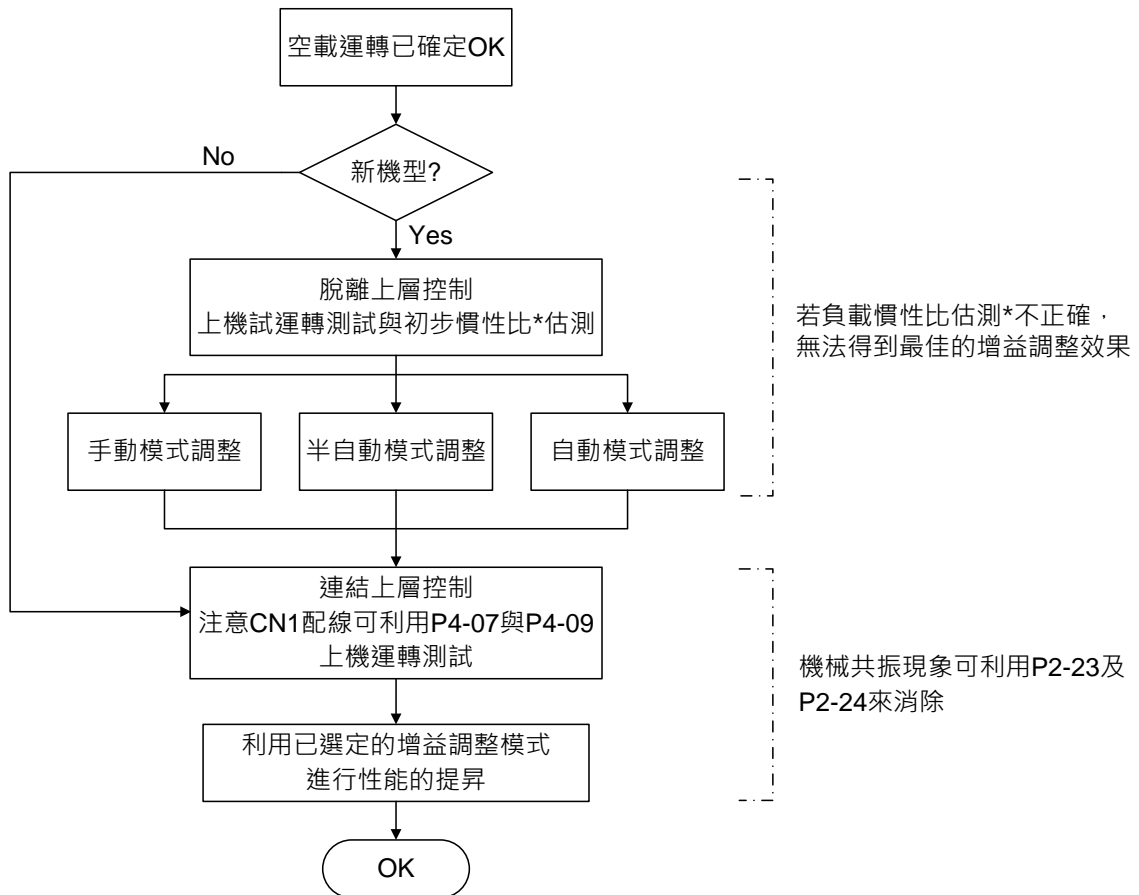 空載運轉已確定OK
No
新機型?
Yes
脫離上層控制
上機試運轉測試與初步慣性比*估測
若負載慣性比估測*不正確，
無法得到最佳的增益調整效果
手動模式調整
半自動模式調整
自動模式調整
連結上層控制
注意CN1配線可利用P4-07與P4-09
上機運轉測試
機械共振現象可利用P2-23及
P2-24來消除
利用已選定的增益調整模式
進行性能的提昇
OK